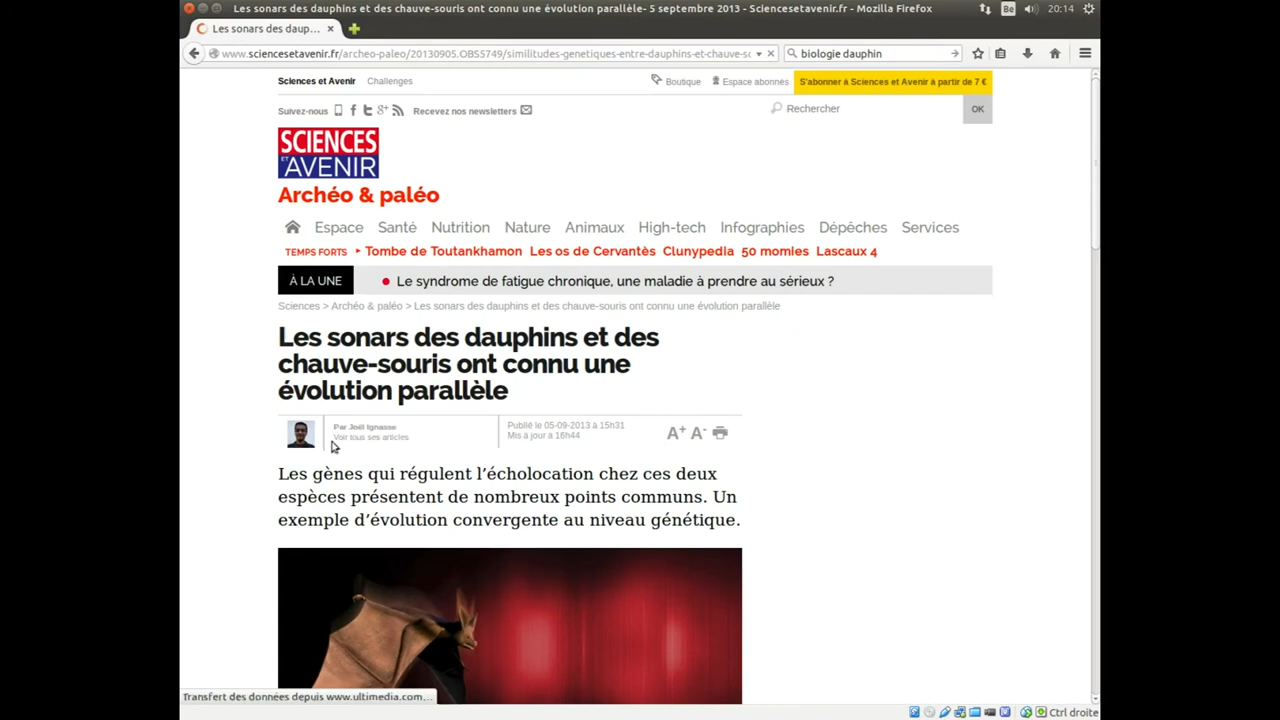 Les sonars des dauphins et des chauve-souris ont connu une évolution parallèle- 5 septembre 2013 - Sciencesetavenir.fr - Mozilla Firefox
Be
20:14
Les sonars des daup...
www.sciencesetavenir.fr/archeo-paleo/20130905.OBS5749/similitudes-genetiques-entre-dauphins-et-chauve-sc
biologie dauphin
Sciences et Avenir
Challenges
Boutique
Espace abonnés
S'abonner à Sciences et Avenir à partir de 7 €
Suivez-nous
Recevez nos newsletters
Rechercher
OK
SCIENCES
ET AVENIR
Archéo & paléo
Espace Santé Nutrition Nature Animaux High-tech Infographies Dépêches Services
TEMPS FORTS Tombe de Toutankhamon Les os de Cervantès Clunypedia 50 momies Lascaux 4
À LA UNE
Le syndrome de fatigue chronique, une maladie à prendre au sérieux ?
Sciences > Archéo & paléo > Les sonars des dauphins et des chauve-souris ont connu une évolution parallèle
Les sonars des dauphins et des
chauve-souris ont connu une
évolution parallèle
Par Joël Ignasse
Voir tous ses articles
Publié le 05-09-2013 à 15h31
Mis à jour à 16h44
A+ A-
Les gènes qui régulent l’écholocation chez ces deux
espèces présentent de nombreux points communs. Un
exemple d’évolution convergente au niveau génétique.
Transfert des données depuis www.ultimedia.com...
Ctrl droite